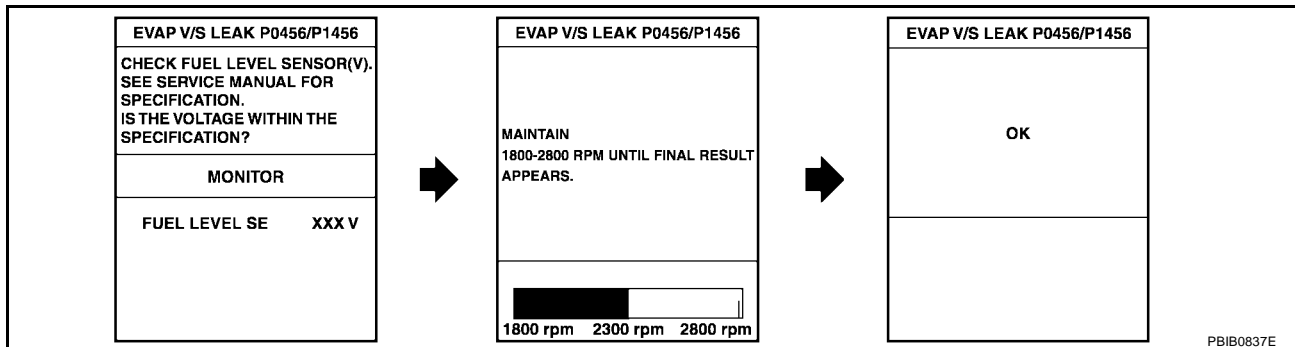 EVAP V/S LEAK P0456/P1456
CHECK FUEL LEVEL SENSOR(V).
SEE SERVICE MANUAL FOR
SPECIFICATION.
IS THE VOLTAGE WITHIN THE
SPECIFICATION?
MONITOR
FUEL LEVEL SE XXX V
EVAP V/S LEAK P0456/P1456
MAINTAIN
1800-2800 RPM UNTIL FINAL RESULT
APPEARS.
1800 rpm 2300 rpm 2800 rpm
EVAP V/S LEAK P0456/P1456
OK
PBIB0837E